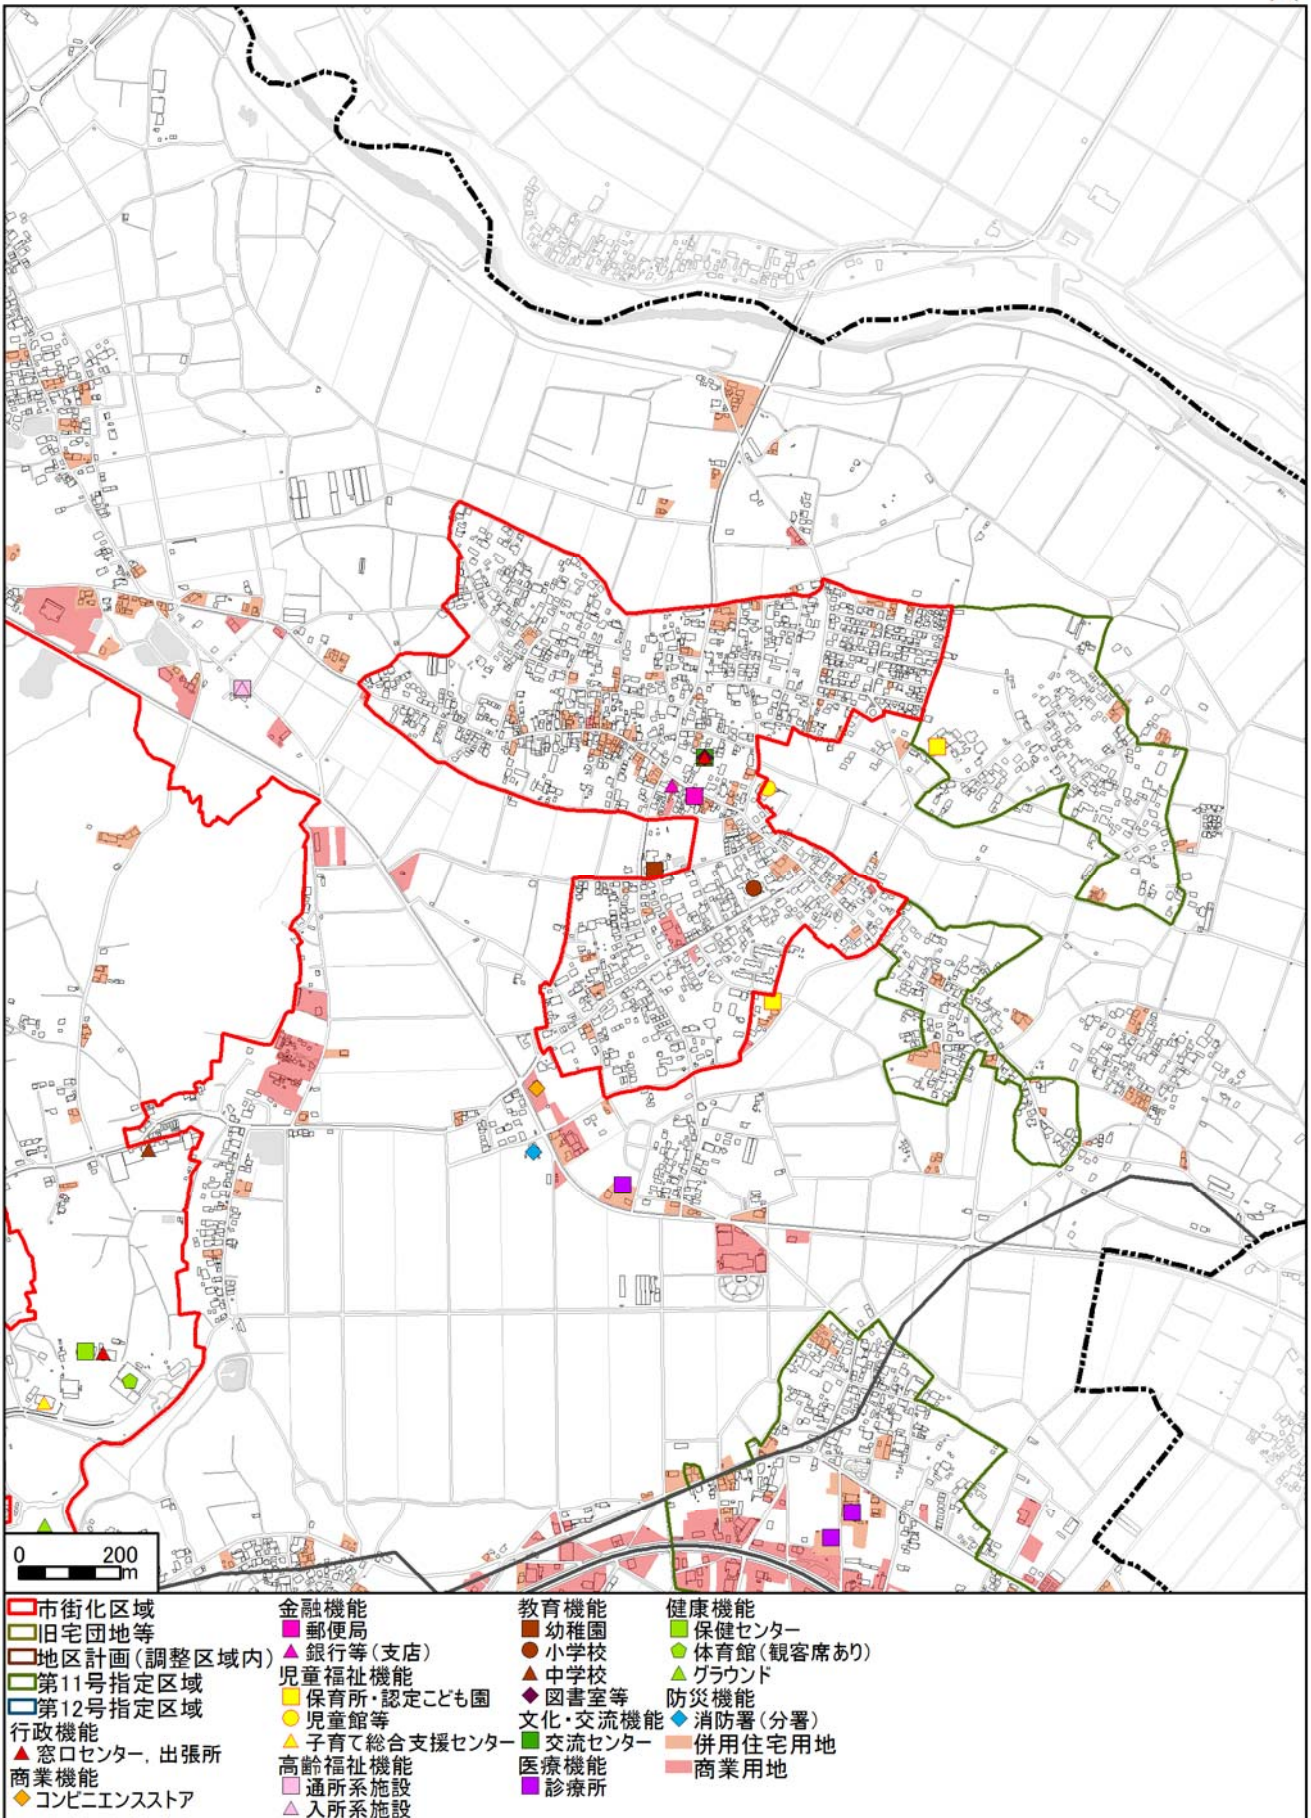 0 200
m
市街化区域
旧宅団地等
地区計画(調整区域内)
第11号指定区域
第12号指定区域
行政機能
窓口センター,出張所
商業機能
コンビニエンスストア
金融機能
郵便局
銀行等(支店)
児童福祉機能
保育所・認定こども園
児童館等
子育て総合支援センター
高齢福祉機能
通所系施設
入所系施設
教育機能
幼稚園
小学校
中学校
図書室等
文化・交流機能
交流センター
医療機能
診療所
健康機能
保健センター
体育館(観客席あり)
グラウンド
防災機能
消防署(分署)
併用住宅用地
商業用地